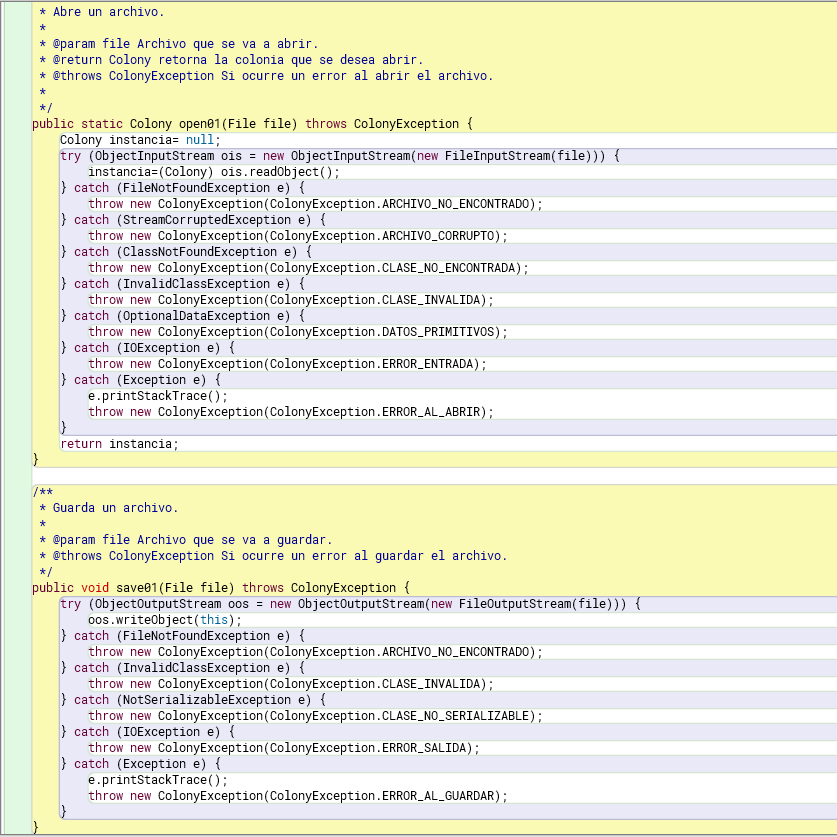 * Abre un archivo.
*
* @param file Archivo que se va a abrir.
* @return Colony retorna la colonia que se desea abrir.
* @throws ColonyException Si ocurre un error al abrir el archivo.
*
*/
public static Colony open01(File file) throws ColonyException {
Colony instancia= null;
try (ObjectInputStream ois = new ObjectInputStream(new FileInputStream(file))) {
instancia=(Colony) ois.readObject();
} catch (FileNotFoundException e) {
throw new ColonyException(ColonyException.ARCHIVO_NO_ENCONTRADO);
} catch (StreamCorruptedException e) {
throw new ColonyException(ColonyException.ARCHIVO_CORRUPTO);
} catch (ClassNotFoundException e) {
throw new ColonyException(ColonyException.CLASE_NO_ENCONTRADA);
} catch (InvalidClassException e) {
throw new ColonyException(ColonyException.CLASE_INVALIDA);
} catch (OptionalDataException e) {
throw new ColonyException(ColonyException.DATOS_PRIMITIVOS);
} catch (IOException e) {
throw new ColonyException(ColonyException.ERROR_ENTRADA);
} catch (Exception e) {
e.printStackTrace();
throw new ColonyException(ColonyException.ERROR_AL_ABRIR);
}
return instancia;
}
/**
* Guarda un archivo.
*
* @param file Archivo que se va a guardar.
* @throws ColonyException Si ocurre un error al guardar el archivo.
*/
public void save01(File file) throws ColonyException {
try (ObjectOutputStream oos = new ObjectOutputStream(new FileOutputStream(file))) {
oos.writeObject(this);
} catch (FileNotFoundException e) {
throw new ColonyException(ColonyException.ARCHIVO_NO_ENCONTRADO);
} catch (InvalidClassException e) {
throw new ColonyException(ColonyException.CLASE_INVALIDA);
} catch (NotSerializableException e) {
throw new ColonyException(ColonyException.CLASE_NO_SERIALIZABLE);
} catch (IOException e) {
throw new ColonyException(ColonyException.ERROR_SALIDA);
} catch (Exception e) {
e.printStackTrace();
throw new ColonyException(ColonyException.ERROR_AL_GUARDAR);
}
}